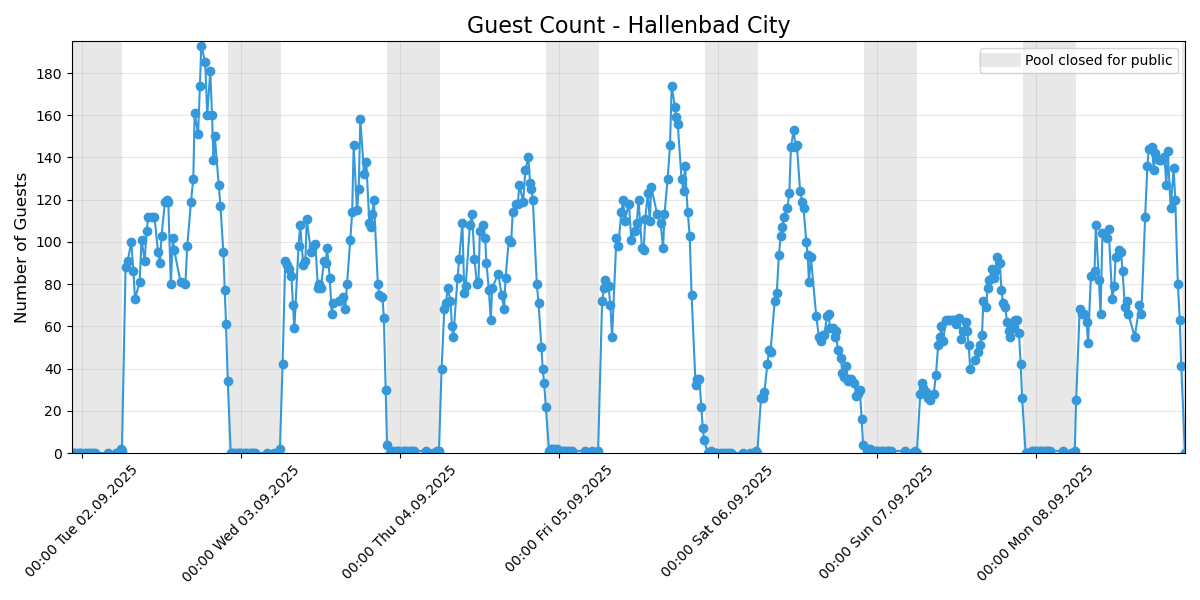 Guest Count - Hallenbad City
Pool closed for public
Number of Guests
180
160
140
120
100
80
60
40
20
0
00:00 Tue 02.09.2025
00:00 Wed 03.09.2025
00:00 Thu 04.09.2025
00:00 Fri 05.09.2025
00:00 Sat 06.09.2025
00:00 Sun 07.09.2025
00:00 Mon 08.09.2025